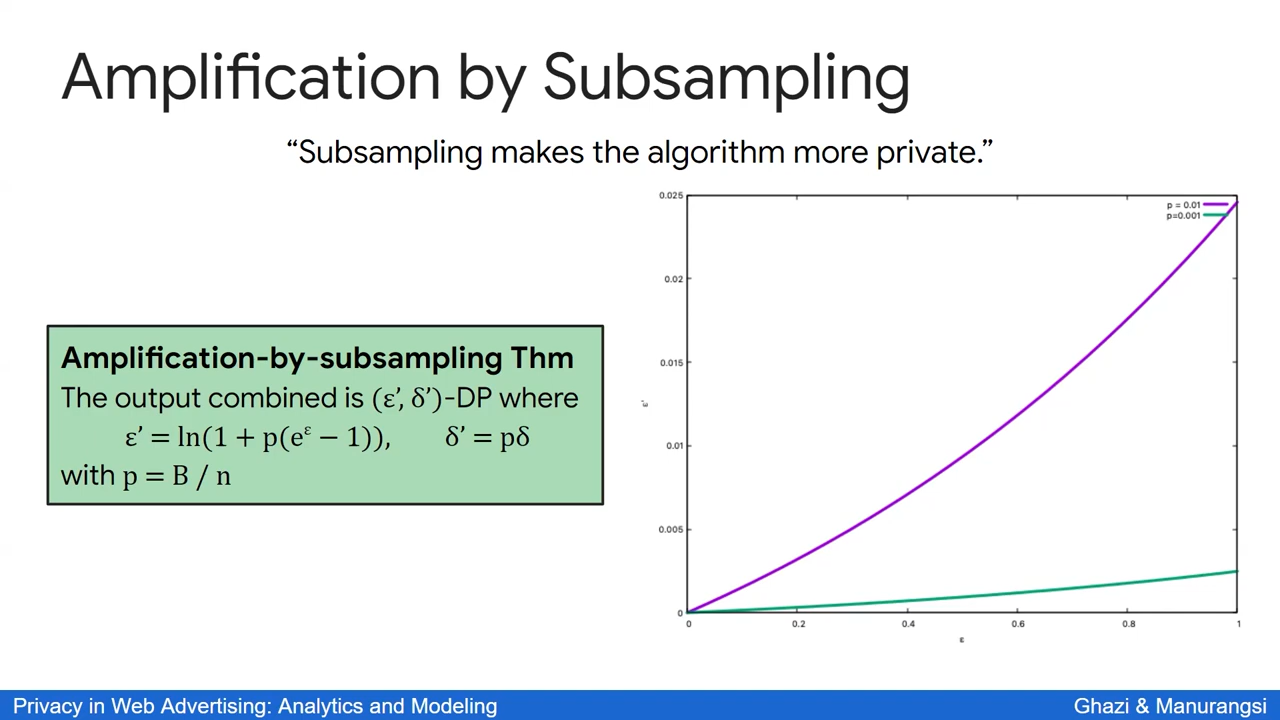 Amplification by Subsampling
“Subsampling makes the algorithm more private.”
Amplification-by-subsampling Thm
The output combined is (ε’, δ’)-DP where
ε’ = ln(1 + p(e^ε − 1)), δ’ = pδ
with p = B / n
0.025
0.02
0.015
0.01
0.005
0
ε'
p = 0.01
p=0.001
0 0.2 0.4 0.6 0.8 1
ε
Privacy in Web Advertising: Analytics and Modeling
Ghazi & Manurangsi